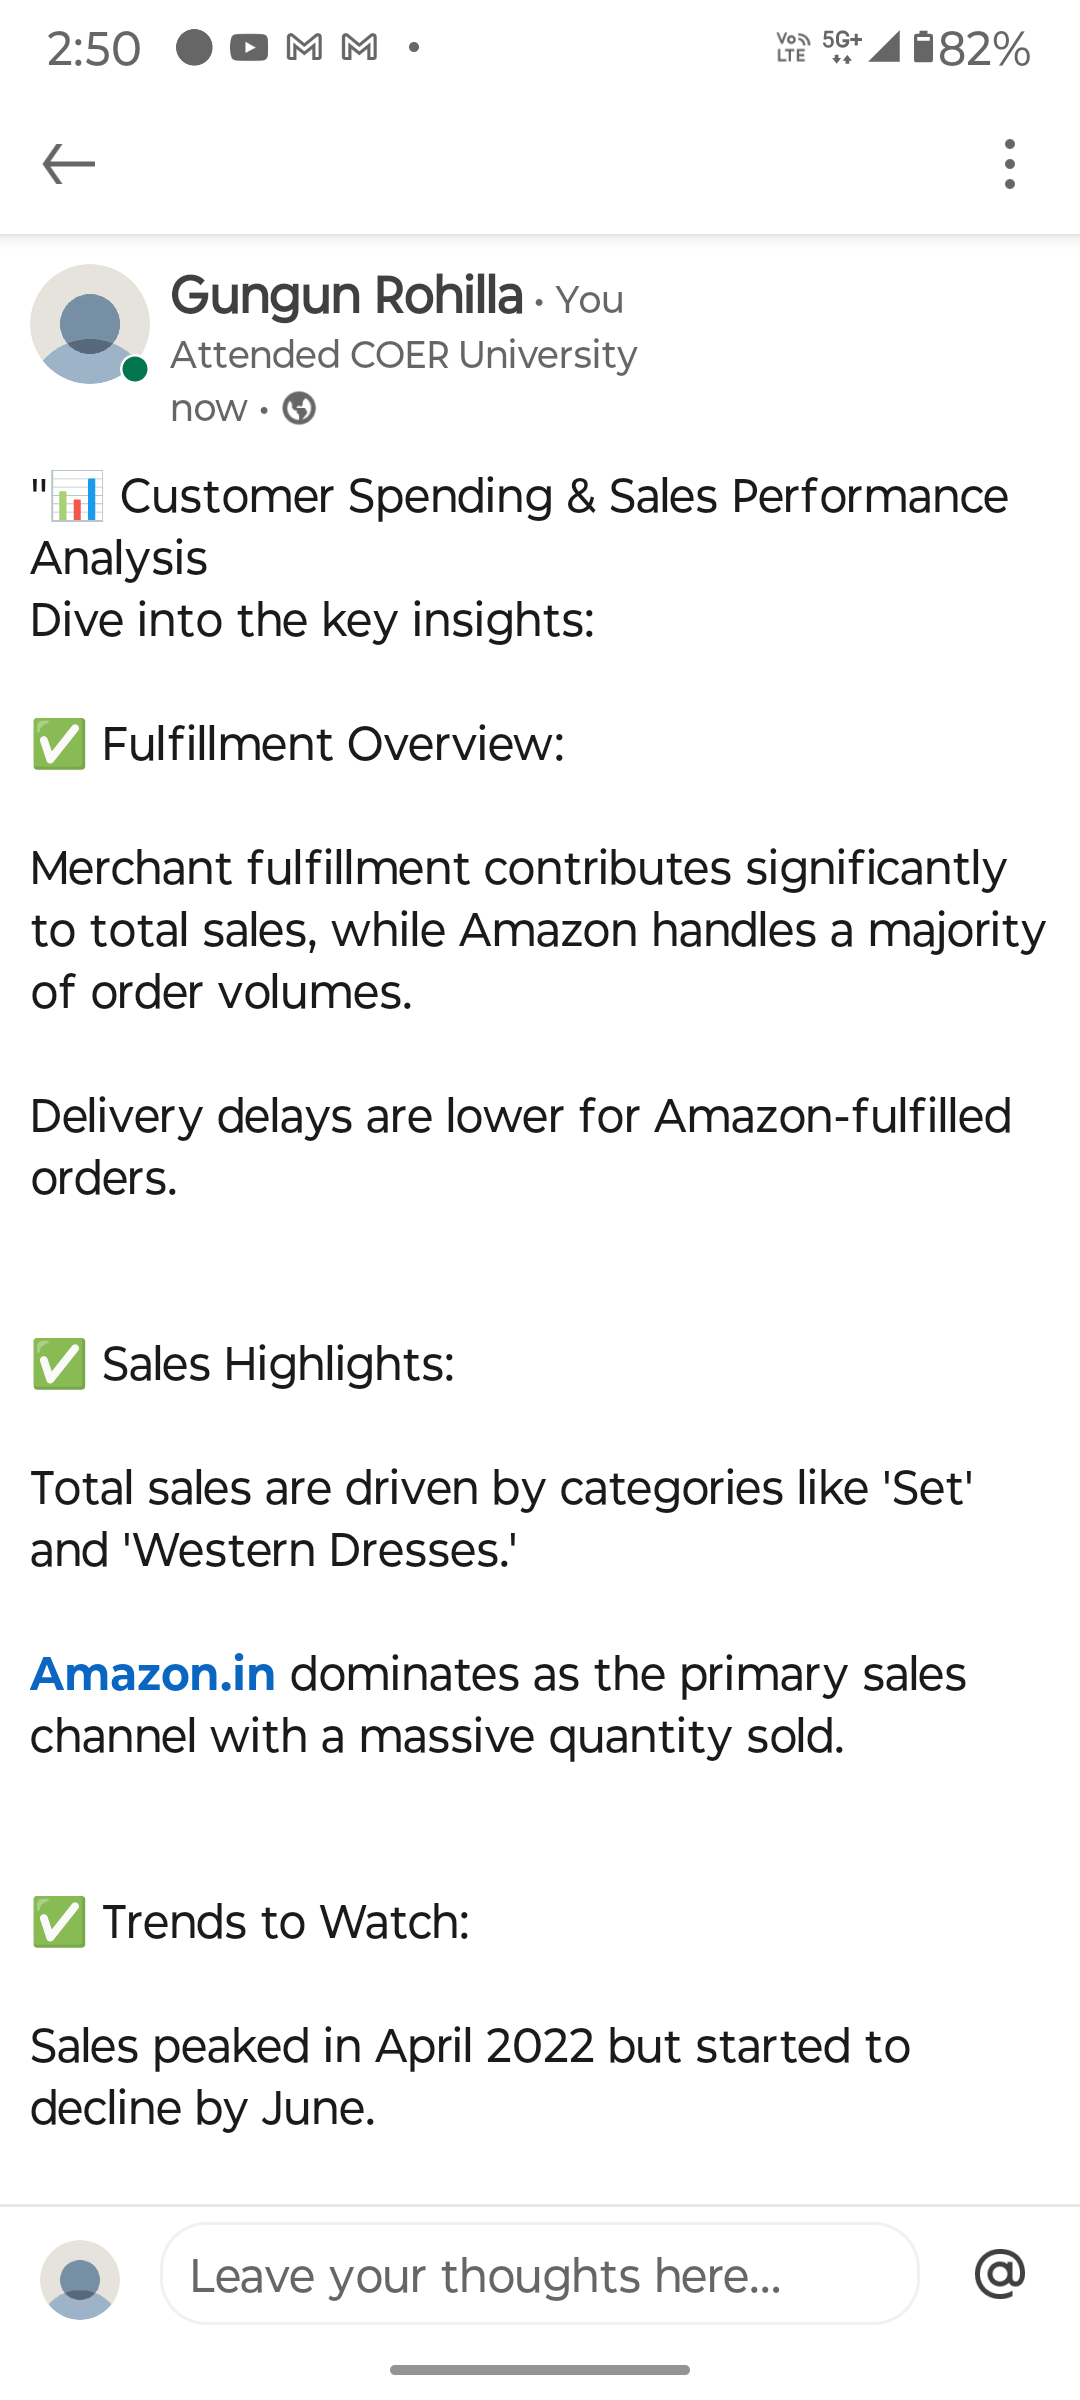 2:50
Vo LTE 5G+ 82%
Gungun Rohilla • You
Attended COER University
now •
"📊 Customer Spending & Sales Performance
Analysis
Dive into the key insights:
✅ Fulfillment Overview:
Merchant fulfillment contributes significantly
to total sales, while Amazon handles a majority
of order volumes.
Delivery delays are lower for Amazon-fulfilled
orders.
✅ Sales Highlights:
Total sales are driven by categories like 'Set'
and 'Western Dresses.'
Amazon.in dominates as the primary sales
channel with a massive quantity sold.
✅ Trends to Watch:
Sales peaked in April 2022 but started to
decline by June.
Leave your thoughts here...
@